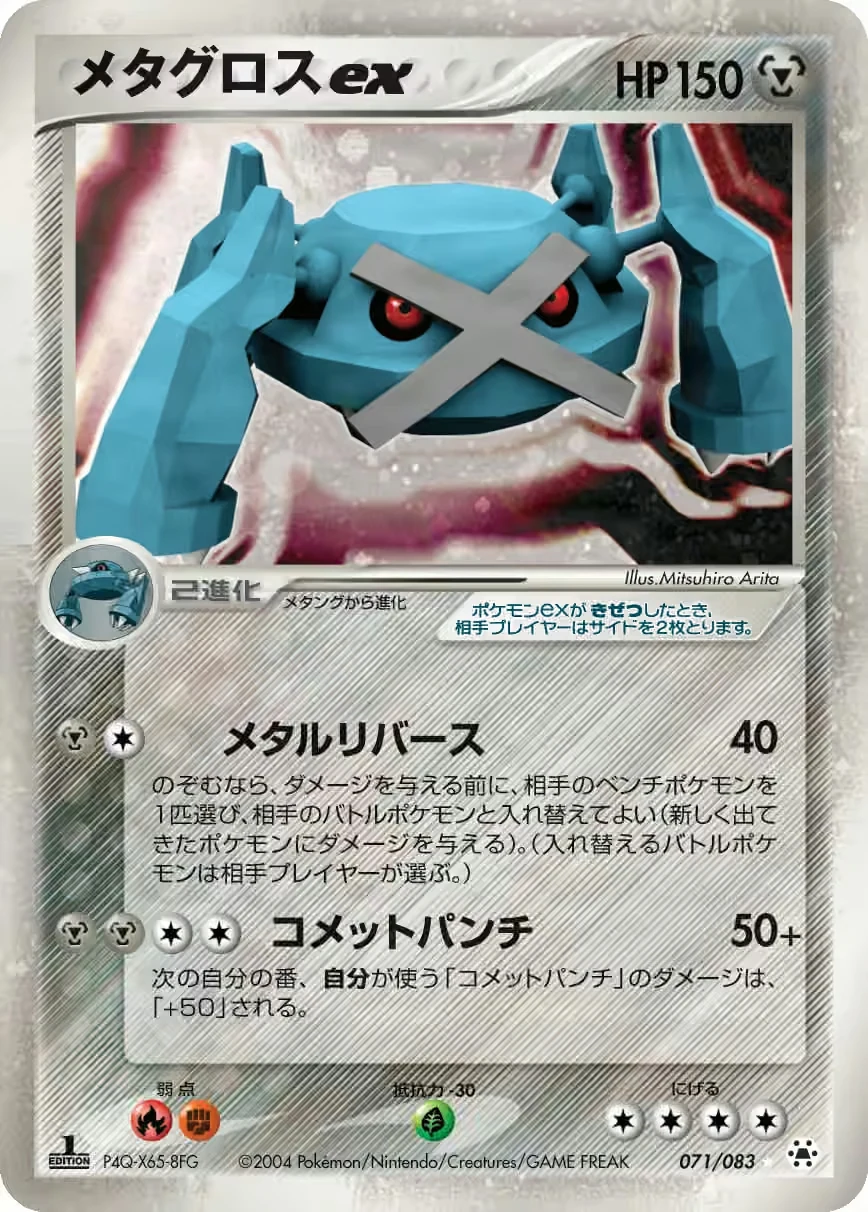 メタグロスex HP150
Illus.Mitsuhiro Arita
2進化 メタングから進化
ポケモンexが きぜつしたとき、
相手プレイヤーはサイドを2枚とります。
メタルリバース 40
のぞむなら、ダメージを与える前に、相手のベンチポケモンを
1匹選び、相手のバトルポケモンと入れ替えてよい(新しく出て
きたポケモンにダメージを与える)。(入れ替えるバトルポケ
モンは相手プレイヤーが選ぶ。)
コメットパンチ 50+
次の自分の番、自分が使う「コメットパンチ」のダメージは、
「+50」される。
弱点 抵抗力 -30 にげる
1 EDITION P4Q-X65-8FG ©2004 Pokémon/Nintendo/Creatures/GAME FREAK 071/083